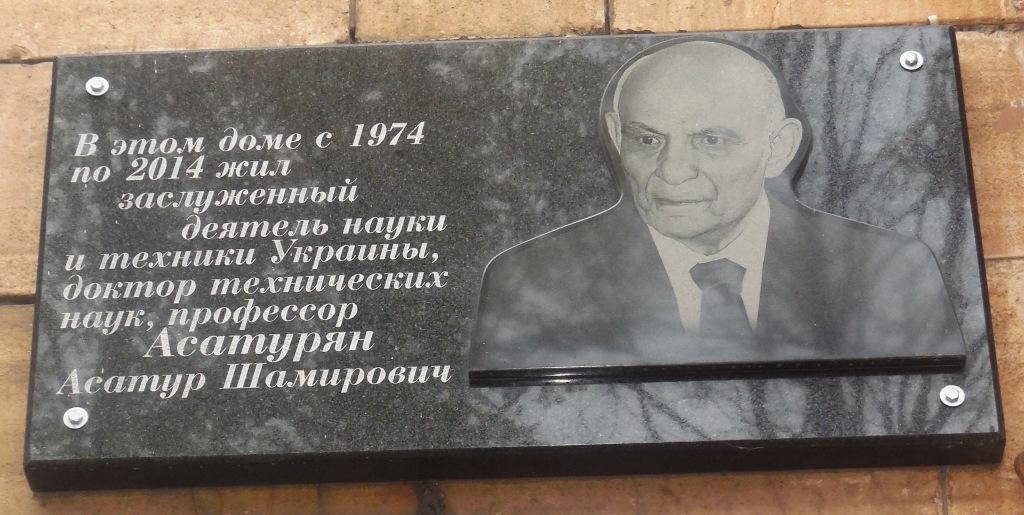 В этом доме с 1974
по 2014 жил
заслуженный
деятель науки
и техники Украины,
доктор технических
наук, профессор
Асатурян
Асатур Шамирович